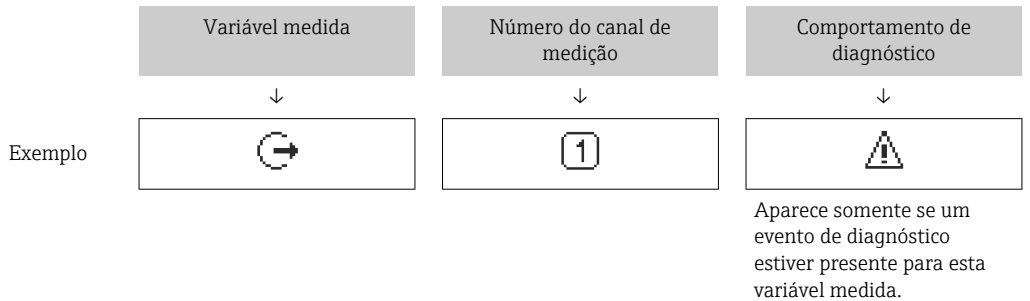 Variável medida
Número do canal de
medição
Comportamento de
diagnóstico
↓ ↓ ↓
Exemplo
1
Aparece somente se um
evento de diagnóstico
estiver presente para esta
variável medida.